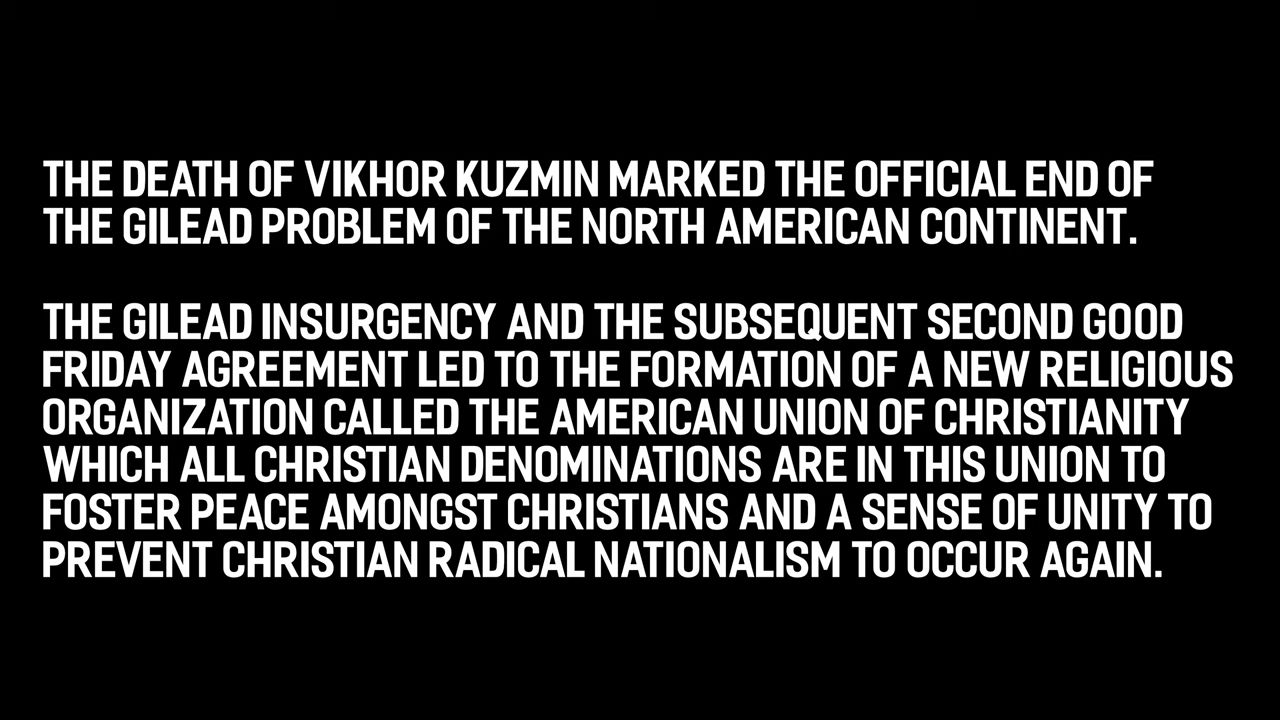 THE DEATH OF VIKHOR KUZMIN MARKED THE OFFICIAL END OF
THE GILEAD PROBLEM OF THE NORTH AMERICAN CONTINENT.
THE GILEAD INSURGENCY AND THE SUBSEQUENT SECOND GOOD
FRIDAY AGREEMENT LED TO THE FORMATION OF A NEW RELIGIOUS
ORGANIZATION CALLED THE AMERICAN UNION OF CHRISTIANITY
WHICH ALL CHRISTIAN DENOMINATIONS ARE IN THIS UNION TO
FOSTER PEACE AMONGST CHRISTIANS AND A SENSE OF UNITY TO
PREVENT CHRISTIAN RADICAL NATIONALISM TO OCCUR AGAIN.